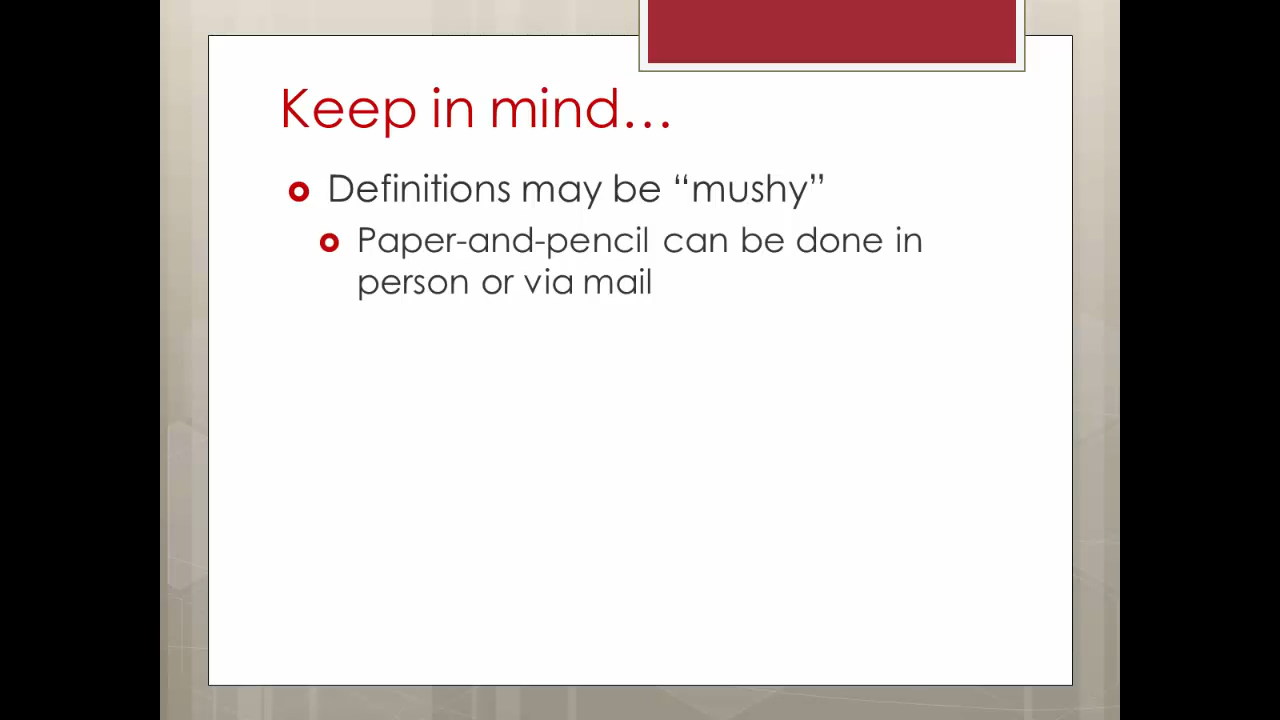 Keep in mind…
Definitions may be “mushy”
Paper-and-pencil can be done in
person or via mail